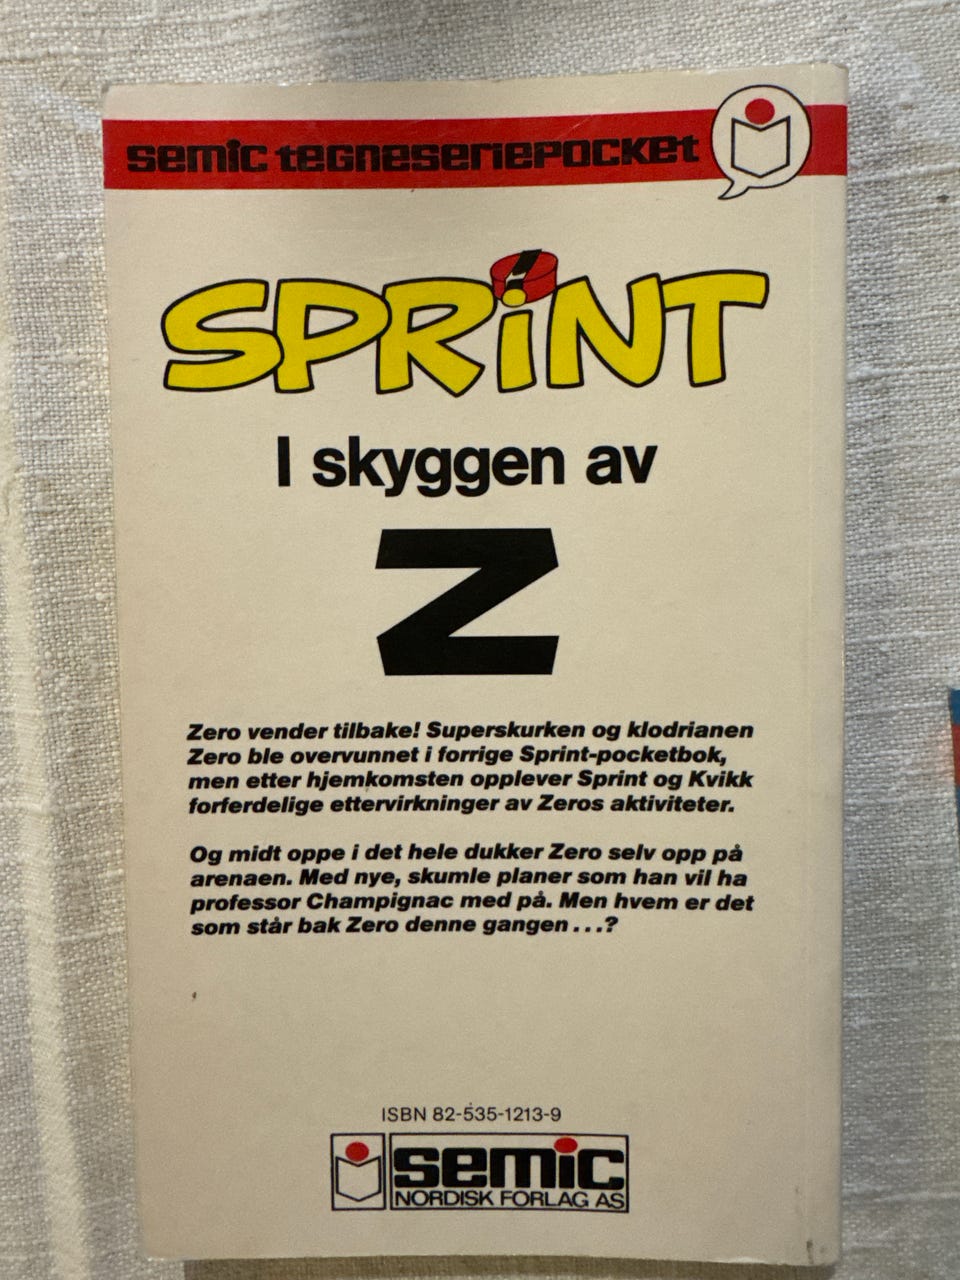 semic tegneseriepocket
SPRiNT
I skyggen av
Z
Zero vender tilbake! Superskurken og klodrianen
Zero ble overvunnet i forrige Sprint-pocketbok,
men etter hjemkomsten opplever Sprint og Kvikk
forferdelige ettervirkninger av Zeros aktiviteter.
Og midt oppe i det hele dukker Zero selv opp på
arenaen. Med nye, skumle planer som han vil ha
professor Champignac med på. Men hvem er det
som står bak Zero denne gangen...?
ISBN 82-535-1213-9
semic
NORDISK FORLAG AS